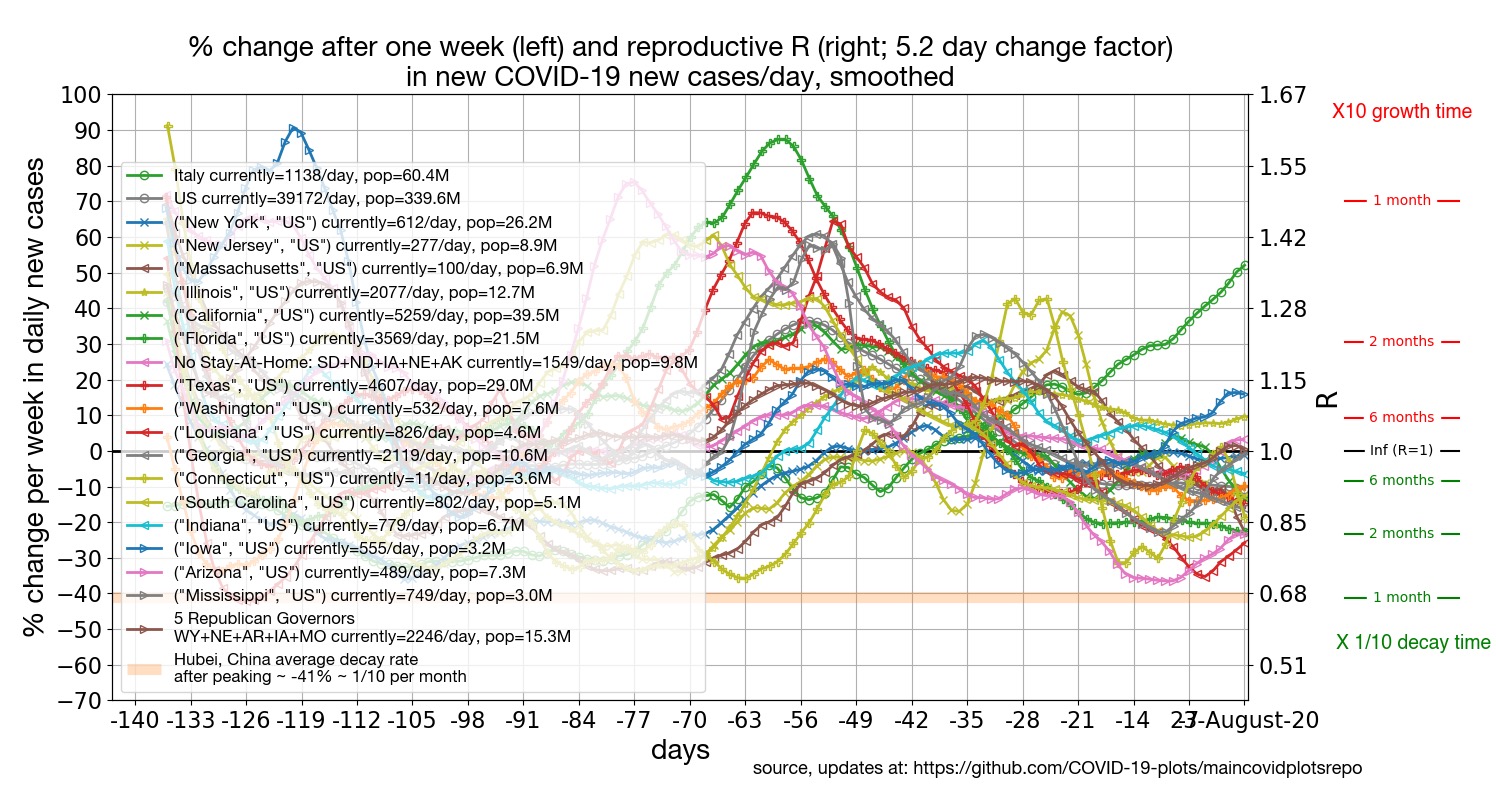 % change after one week (left) and reproductive R (right; 5.2 day change factor)
in new COVID-19 new cases/day, smoothed
% change per week in daily new cases
100
90
80
70
60
50
40
30
20
10
0
−10
−20
−30
−40
−50
−60
−70
Italy currently=1138/day, pop=60.4M
US currently=39172/day, pop=339.6M
("New York", "US") currently=612/day, pop=26.2M
("New Jersey", "US") currently=277/day, pop=8.9M
("Massachusetts", "US") currently=100/day, pop=6.9M
("Illinois", "US") currently=2077/day, pop=12.7M
("California", "US") currently=5259/day, pop=39.5M
("Florida", "US") currently=3569/day, pop=21.5M
No Stay-At-Home: SD+ND+IA+NE+AK currently=1549/day, pop=9.8M
("Texas", "US") currently=4607/day, pop=29.0M
("Washington", "US") currently=532/day, pop=7.6M
("Louisiana", "US") currently=826/day, pop=4.6M
("Georgia", "US") currently=2119/day, pop=10.6M
("Connecticut", "US") currently=11/day, pop=3.6M
("South Carolina", "US") currently=802/day, pop=5.1M
("Indiana", "US") currently=779/day, pop=6.7M
("Iowa", "US") currently=555/day, pop=3.2M
("Arizona", "US") currently=489/day, pop=7.3M
("Mississippi", "US") currently=749/day, pop=3.0M
5 Republican Governors
WY+NE+AR+IA+MO currently=2246/day, pop=15.3M
Hubei, China average decay rate
after peaking ~ -41% ~ 1/10 per month
1.67
1.55
1.42
1.28
1.15
1.0
0.85
0.68
0.51
R
X10 growth time
1 month
2 months
6 months
Inf (R=1)
6 months
2 months
1 month
X 1/10 decay time
-140 -133 -126 -119 -112 -105 -98 -91 -84 -77 -70 -63 -56 -49 -42 -35 -28 -21 -14 -7 23-August-20
days
source, updates at: https://github.com/COVID-19-plots/maincovidplotsrepo